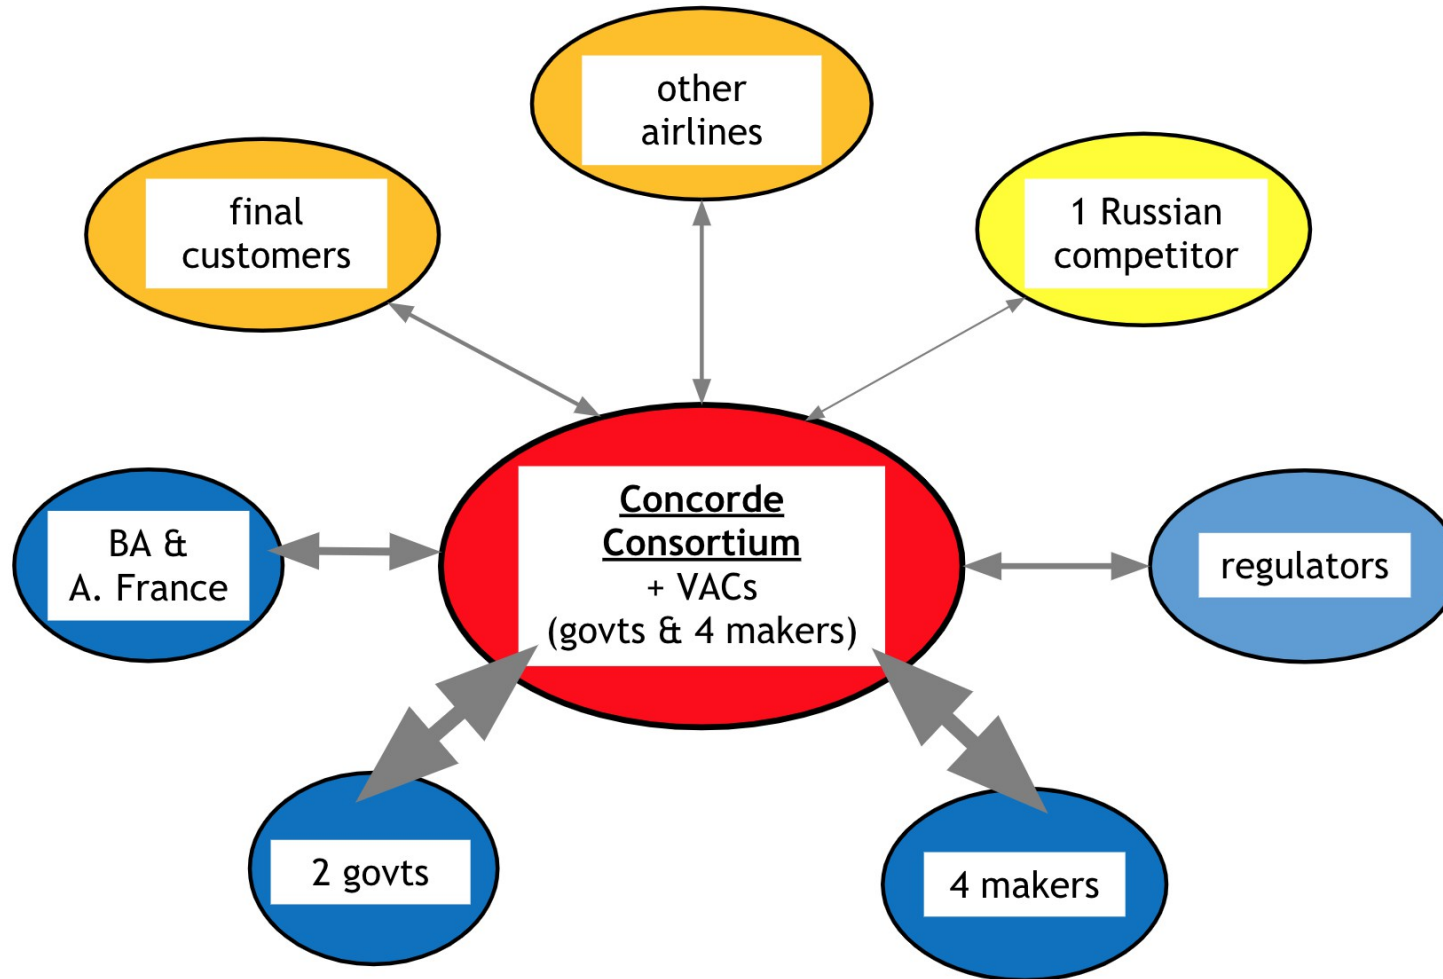 other
airlines
final
customers
1 Russian
competitor
Concorde
Consortium
+ VACs
(govts & 4 makers)
BA &
A. France
regulators
2 govts
4 makers